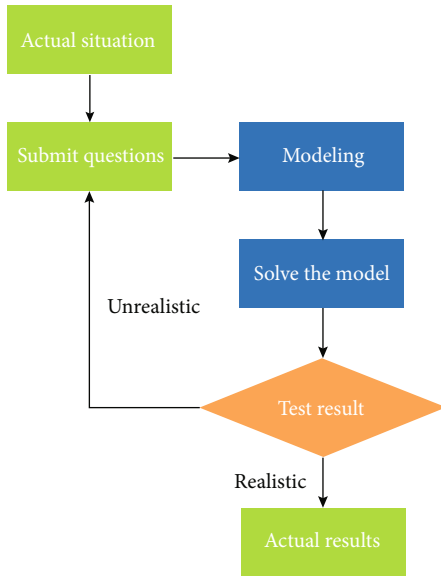 Actual situation
Submit questions
Modeling
Solve the model
Unrealistic
Test result
Realistic
Actual results